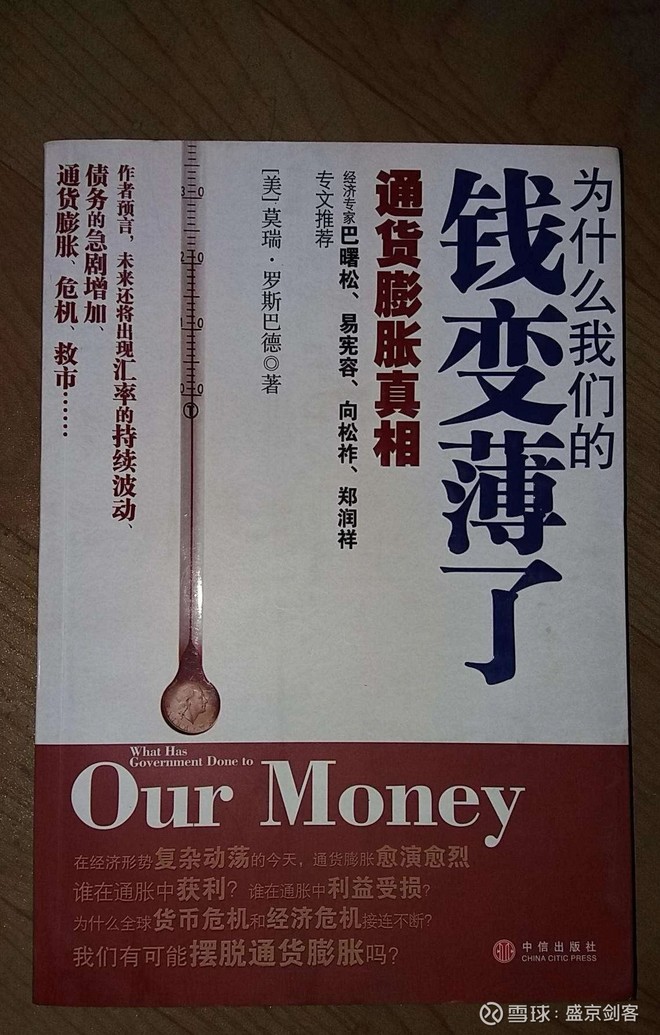 为什么我们的
钱变薄了
通货膨胀真相
经济专家巴曙松、易宪容、向松祚、郑润祥
专文推荐
[美]莫瑞·罗斯巴德◎著
作者预言，未来还将出现汇率的持续波动、
债务的急剧增加、
通货膨胀、危机、救市……
What Has
Government Done to
Our Money
在经济形势复杂动荡的今天，通货膨胀愈演愈烈
谁在通胀中获利？谁在通胀中利益受损？
为什么全球货币危机和经济危机接连不断？
我们有可能摆脱通货膨胀吗？
中信出版社
CHINA CITIC PRESS
雪球：盛京剑客